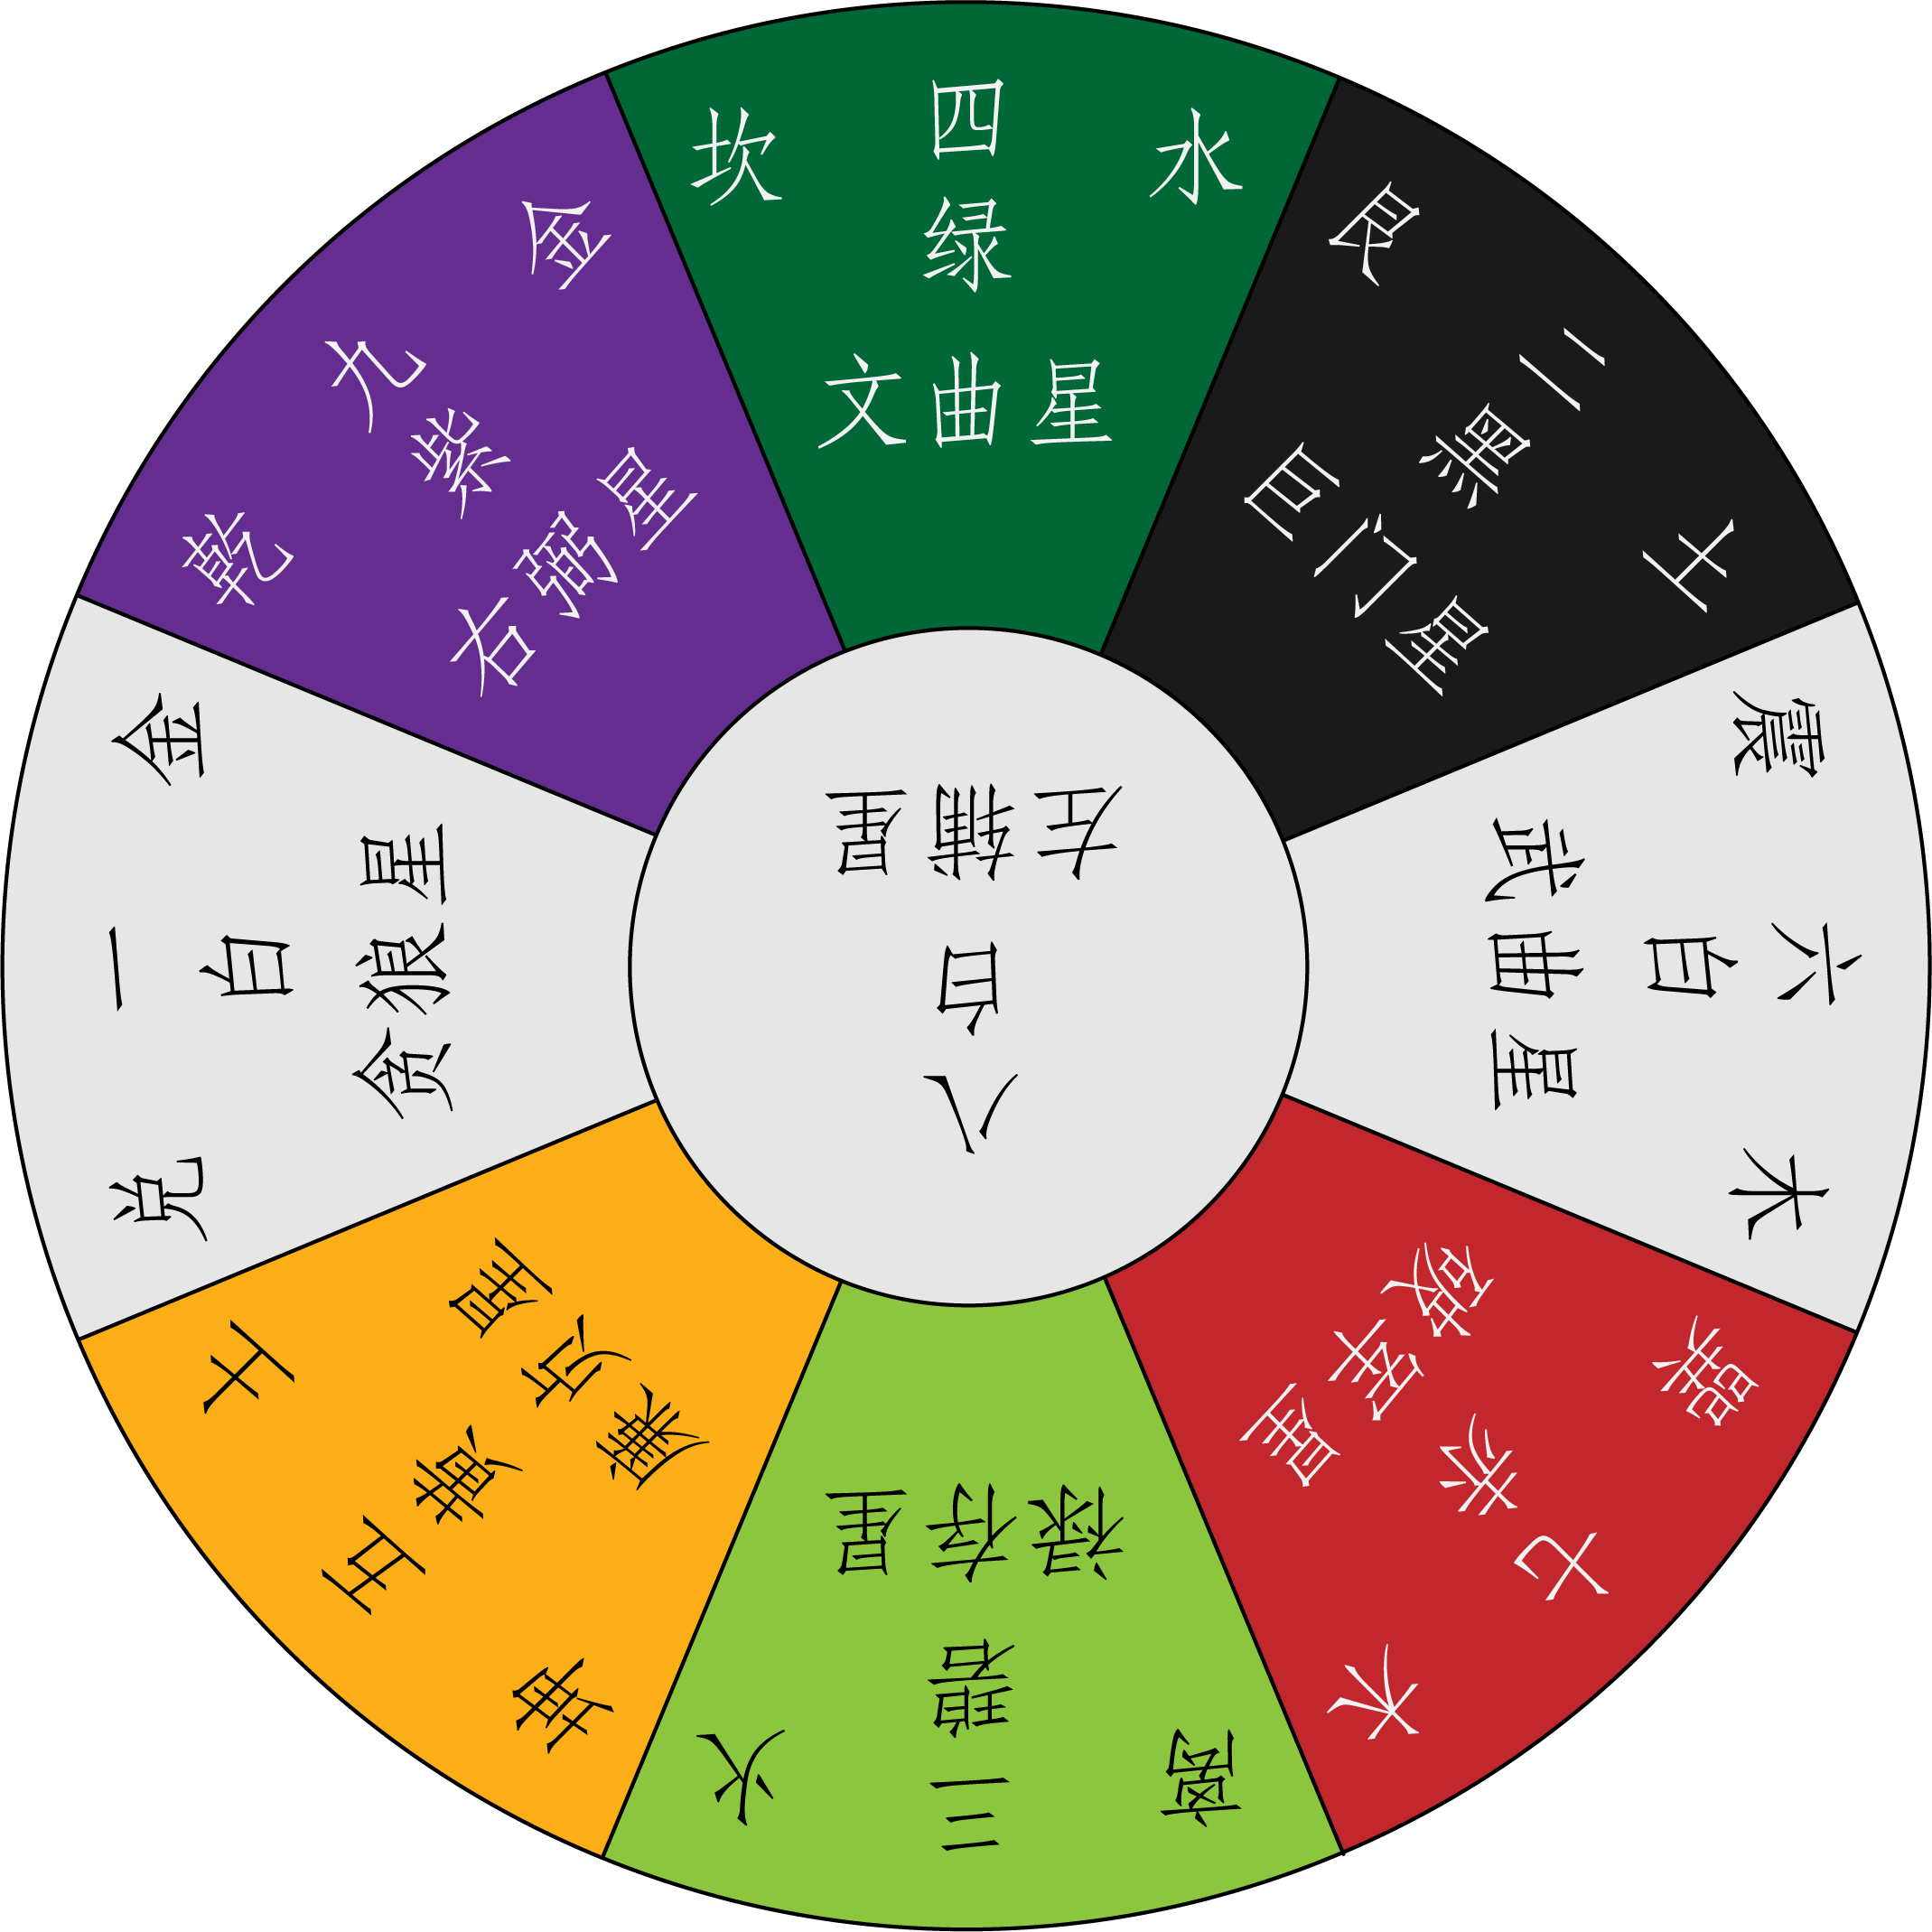 坎 四 水
绿
文曲星
艮 二 土
黑
巨门星
震 六 木
白
武曲星
巽 七 木
赤
破军星
离 三 火
碧
禄存星
坤 五 土
黄
廉贞星
兑 一 金
白
贪狼星
乾 九 金
紫
右弼星
八
白
左辅星